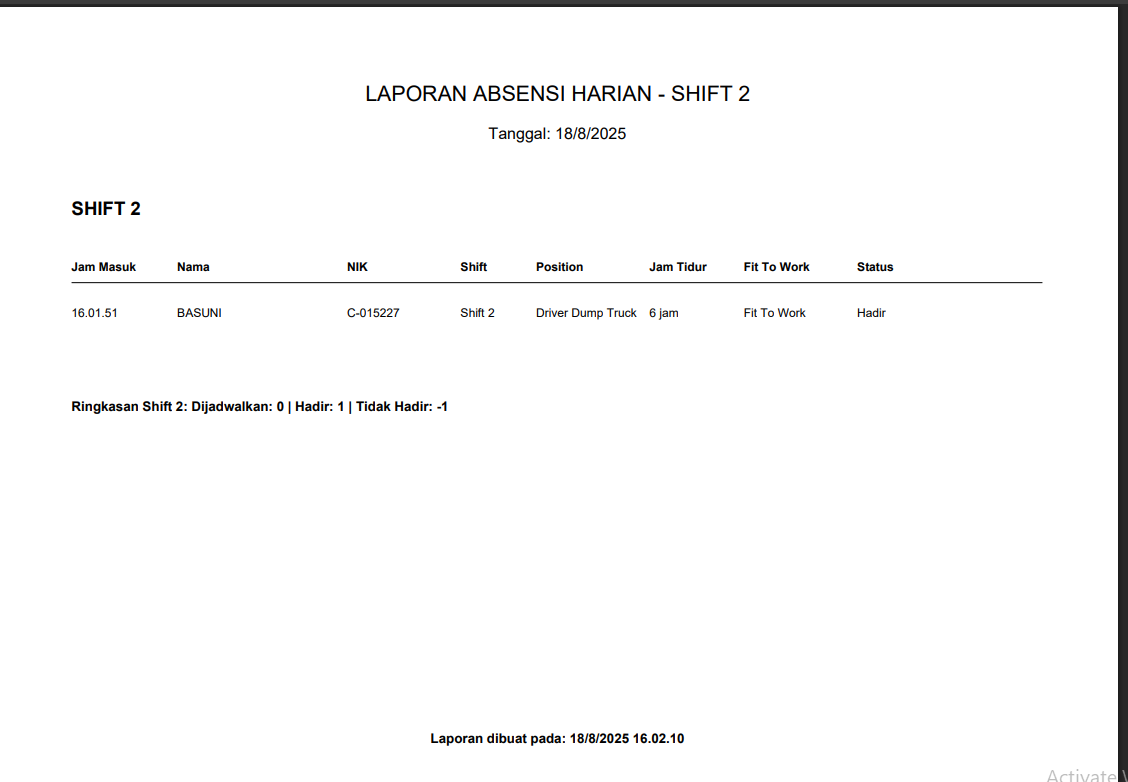 LAPORAN ABSENSI HARIAN - SHIFT 2
Tanggal: 18/8/2025
SHIFT 2
Jam Masuk Nama NIK Shift Position Jam Tidur Fit To Work Status
16.01.51 BASUNI C-015227 Shift 2 Driver Dump Truck 6 jam Fit To Work Hadir
Ringkasan Shift 2: Dijadwalkan: 0 | Hadir: 1 | Tidak Hadir: -1
Laporan dibuat pada: 18/8/2025 16.02.10
Activate